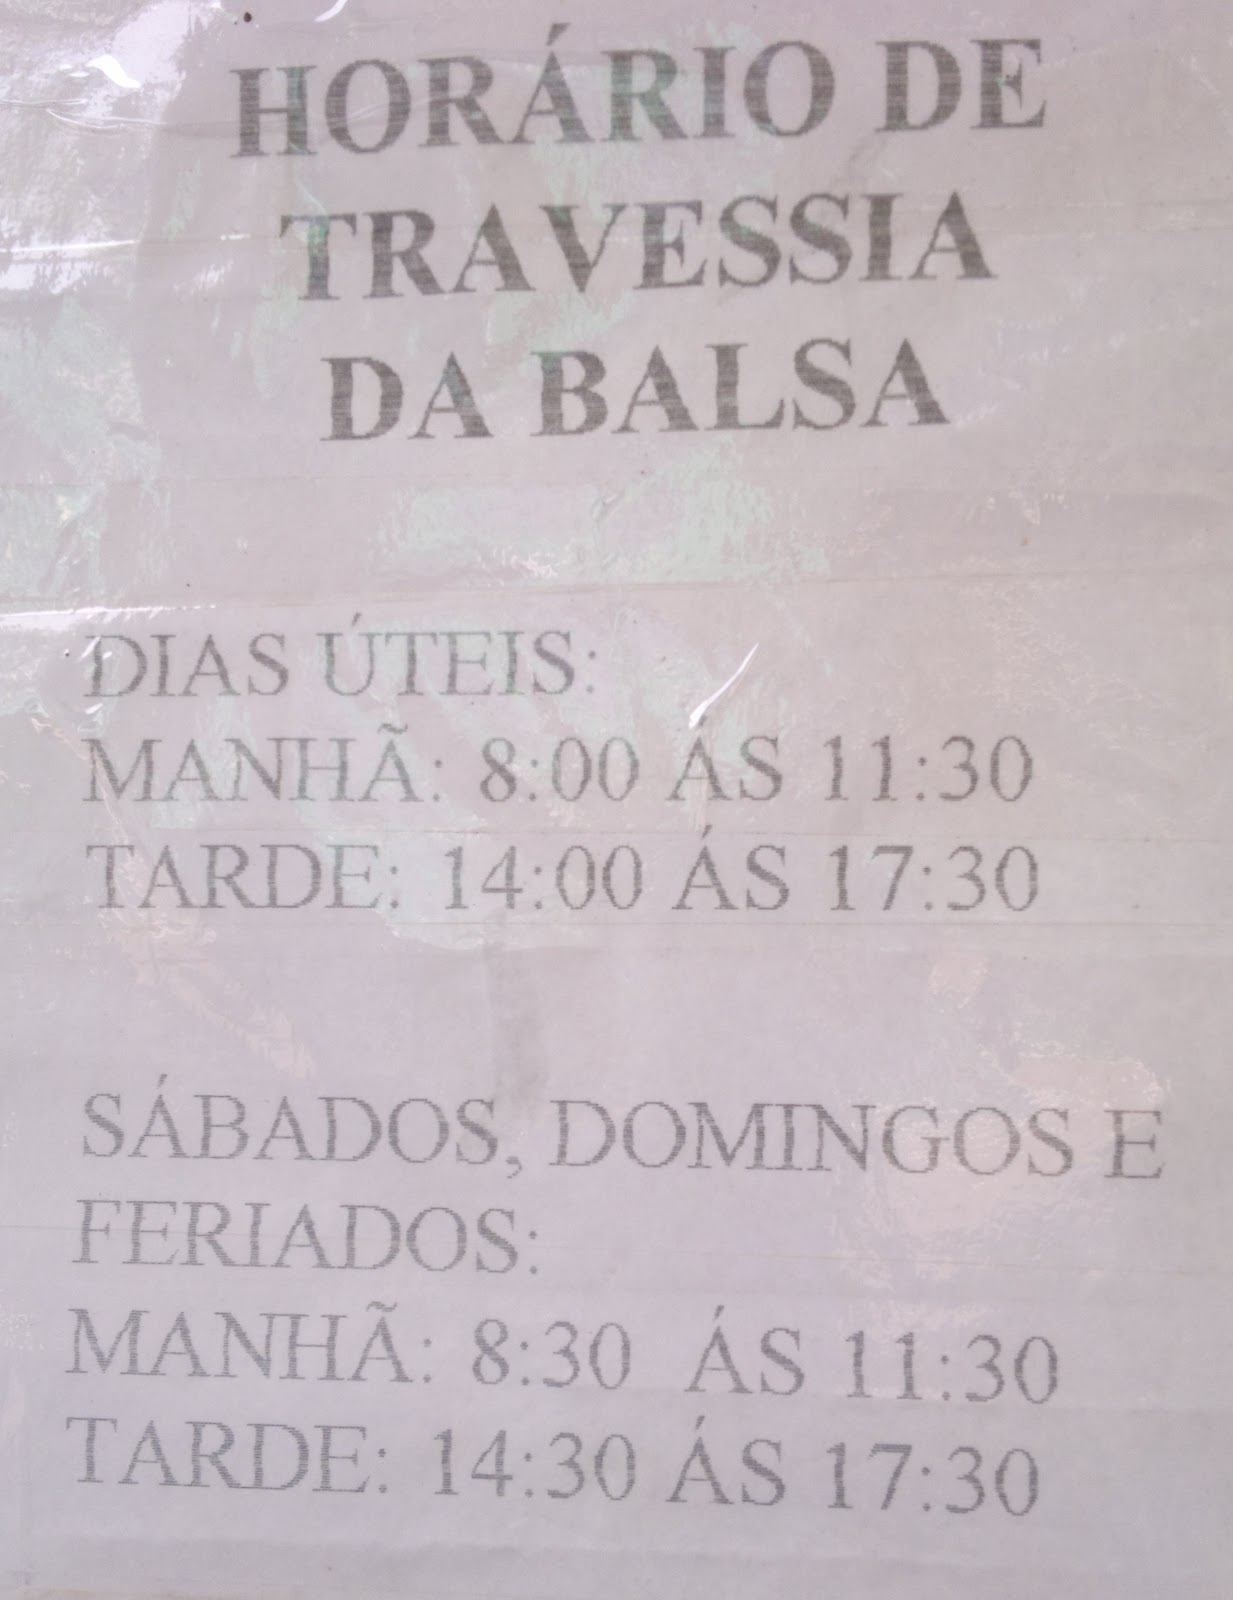 HORÁRIO DE
TRAVESSIA
DA BALSA
DIAS ÚTEIS:
MANHÃ: 8:00 ÁS 11:30
TARDE: 14:00 ÁS 17:30
SÁBADOS, DOMINGOS E
FERIADOS:
MANHÃ: 8:30 ÁS 11:30
TARDE: 14:30 ÁS 17:30